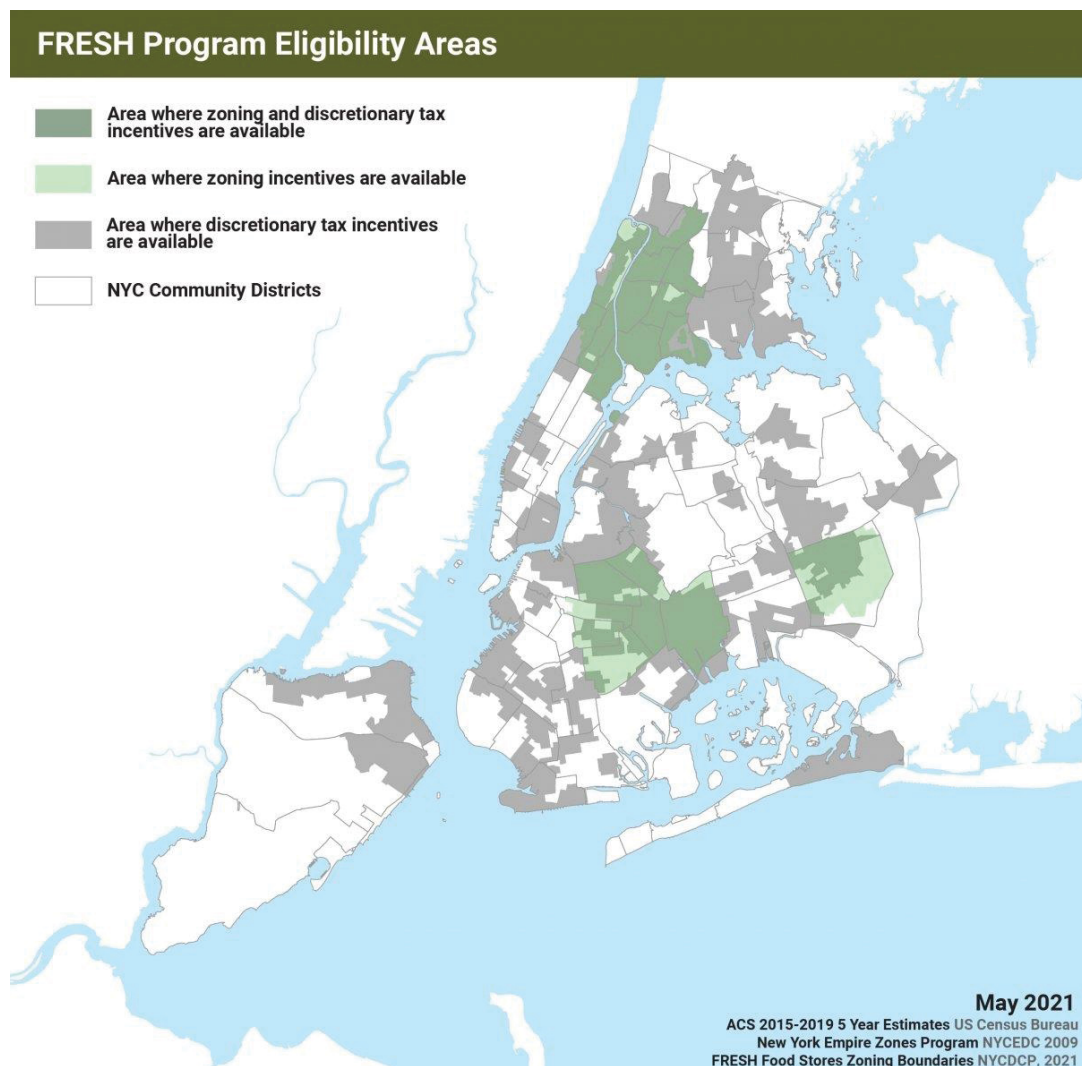 FRESH Program Eligibility Areas
Area where zoning and discretionary tax
incentives are available
Area where zoning incentives are available
Area where discretionary tax incentives
are available
NYC Community Districts
May 2021
ACS 2015-2019 5 Year Estimates US Census Bureau
New York Empire Zones Program NYCEDC 2009
FRESH Food Stores Zoning Boundaries NYCDCP, 2021